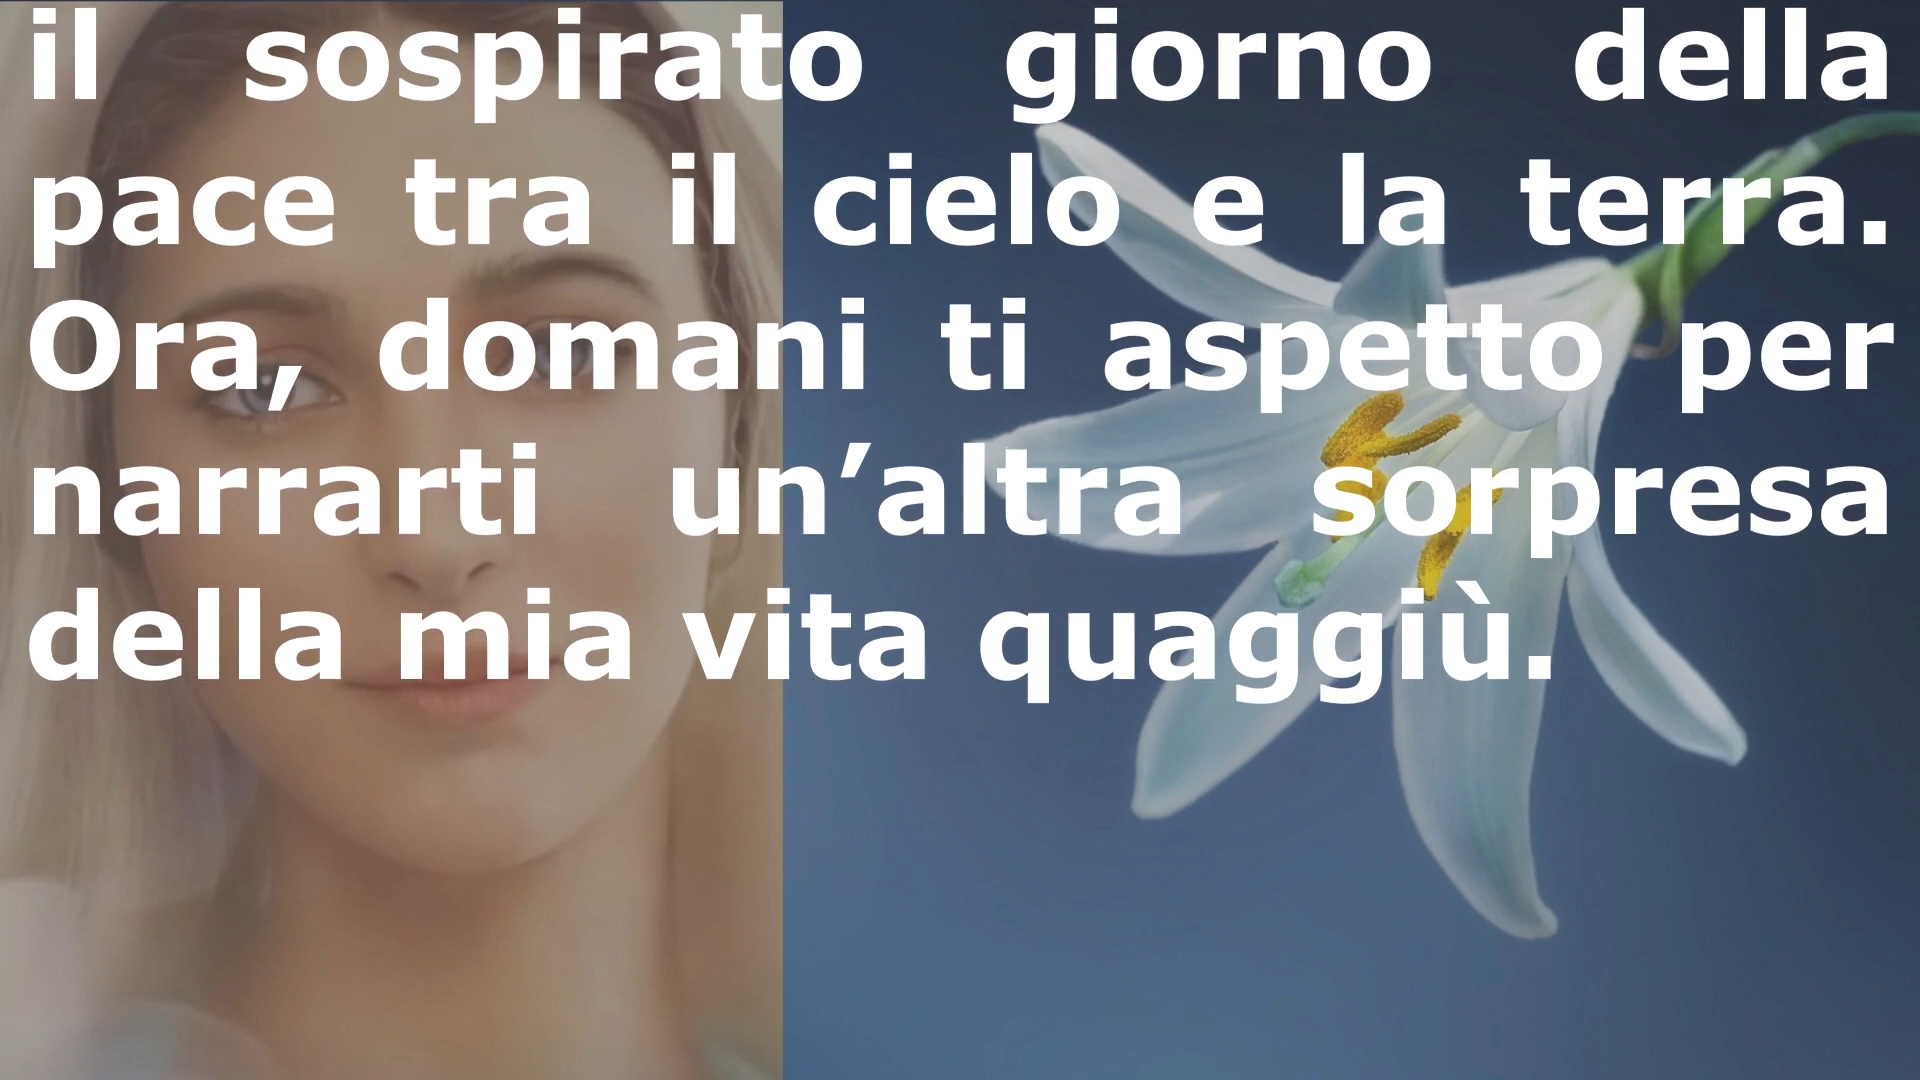 il sospirato giorno della
pace tra il cielo e la terra.
Ora, domani ti aspetto per
narrarti un’altra sorpresa
della mia vita quaggiù.